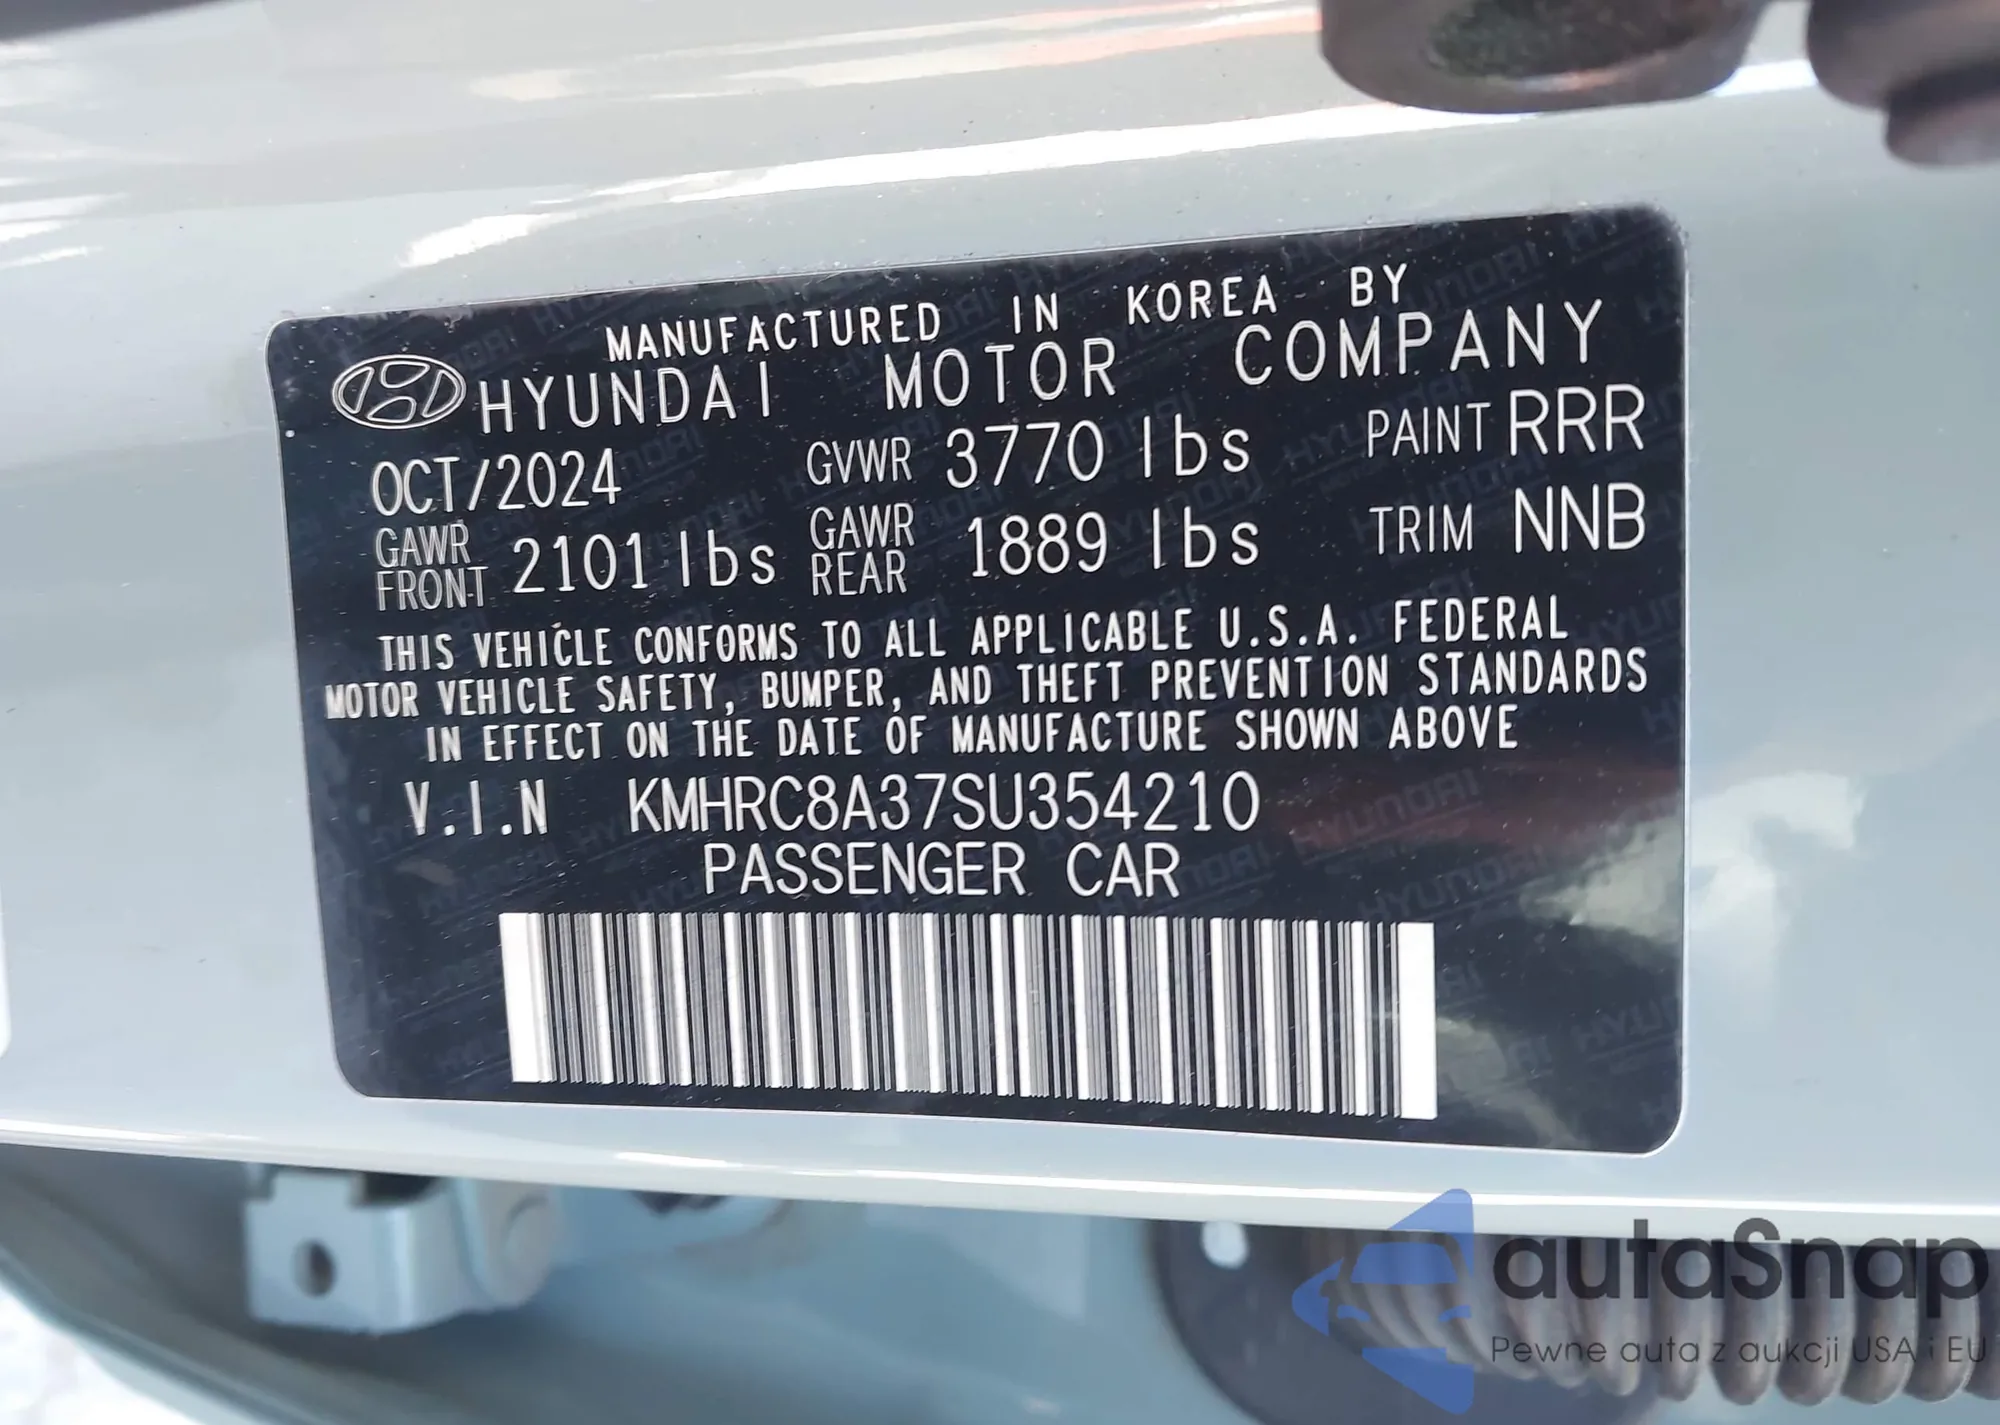 MANUFACTURED IN KOREA BY
HYUNDAI MOTOR COMPANY
OCT/2024 GVWR 3770 lbs PAINT RRR
GAWR FRONT 2101 lbs GAWR REAR 1889 lbs TRIM NNB
THIS VEHICLE CONFORMS TO ALL APPLICABLE U.S.A. FEDERAL
MOTOR VEHICLE SAFETY, BUMPER, AND THEFT PREVENTION STANDARDS
IN EFFECT ON THE DATE OF MANUFACTURE SHOWN ABOVE
V.I.N KMHRC8A37SU354210
PASSENGER CAR
autaSnap
Pewne auta z aukcji USA i EU